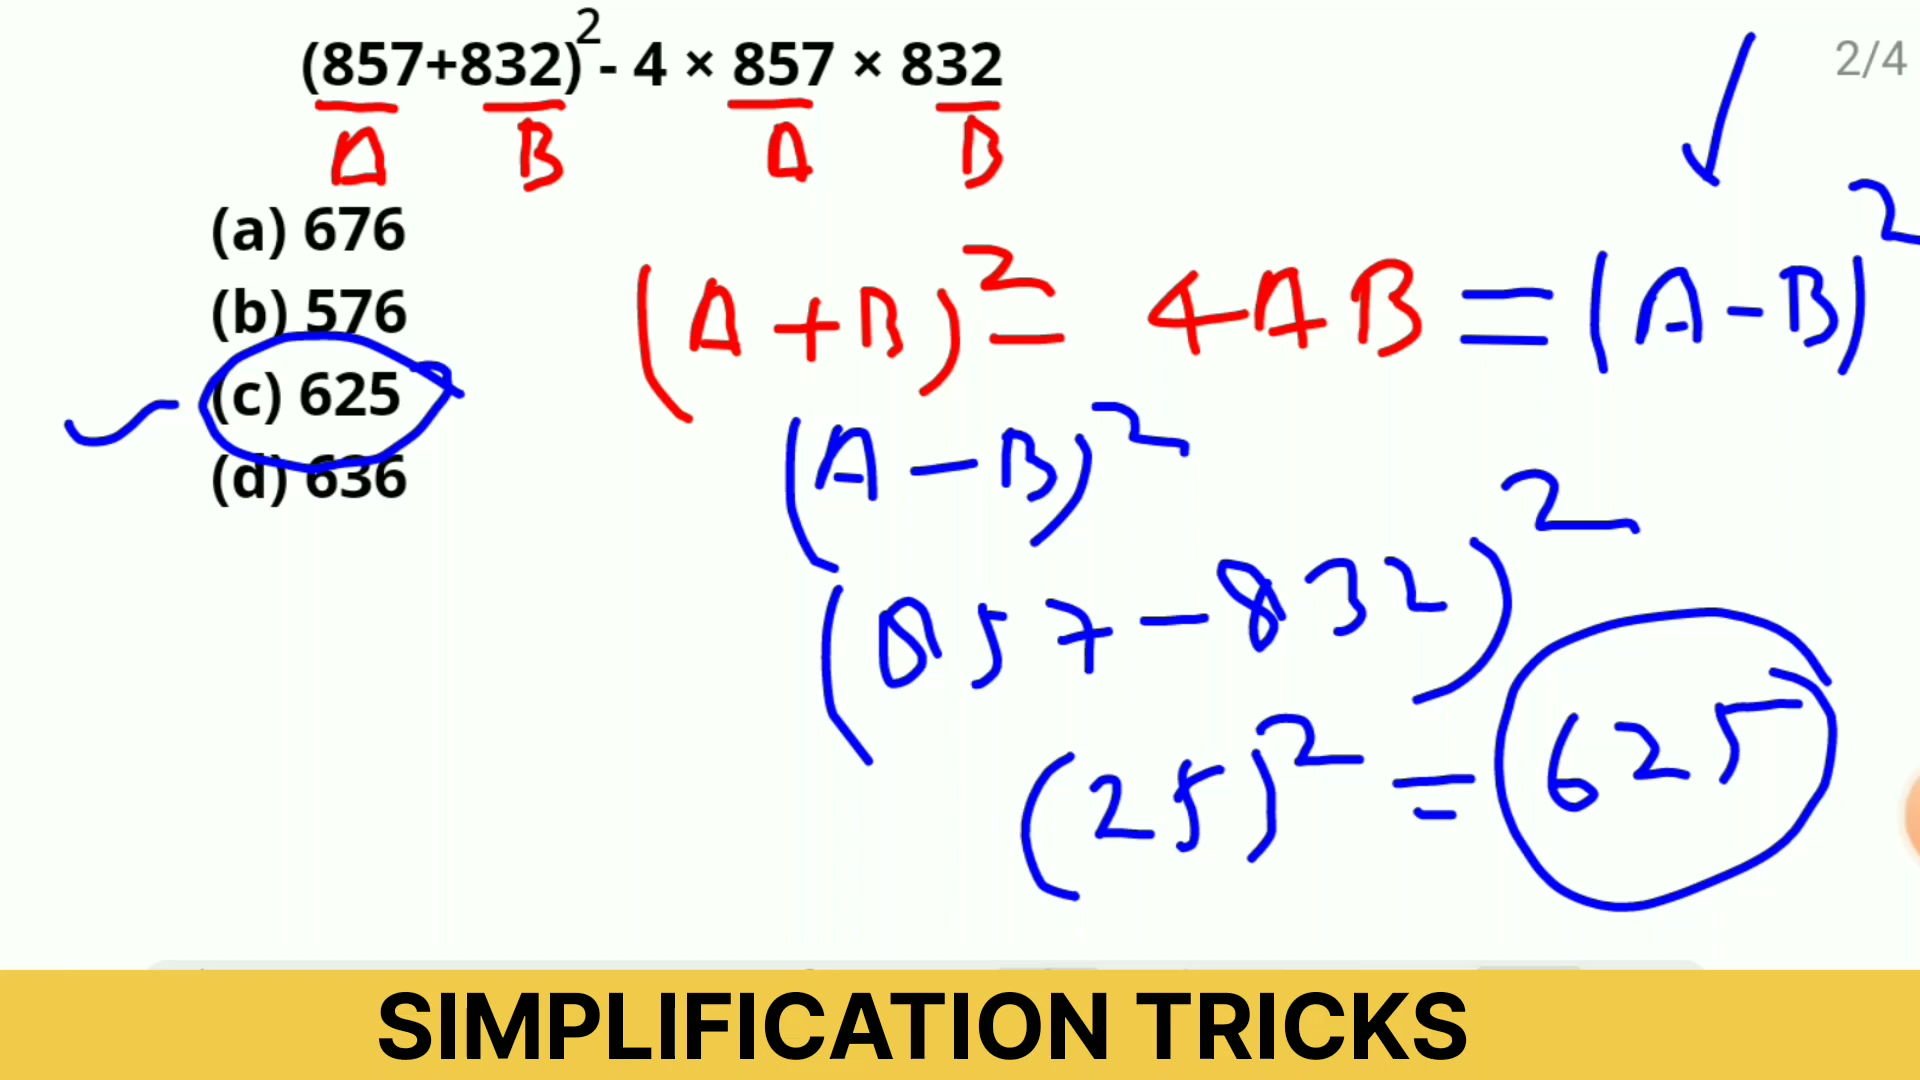 (857+832)² - 4 × 857 × 832
2/4
A B A B
(a) 676
(b) 576
(c) 625
(d) 636
(A+B)² - 4AB = (A-B)²
(A-B)²
(857-832)²
(25)² = 625
SIMPLIFICATION TRICKS